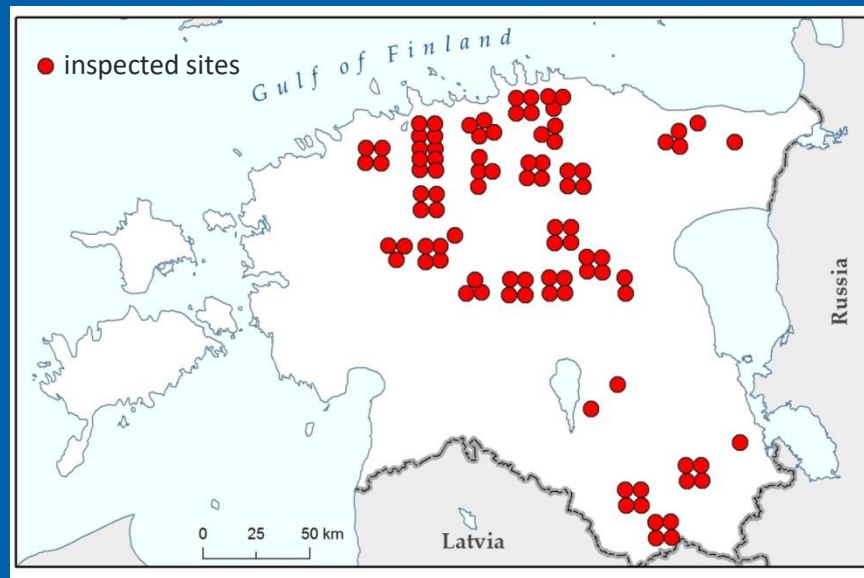 inspected sites
Gulf of Finland
Russia
0 25 50 km
Latvia